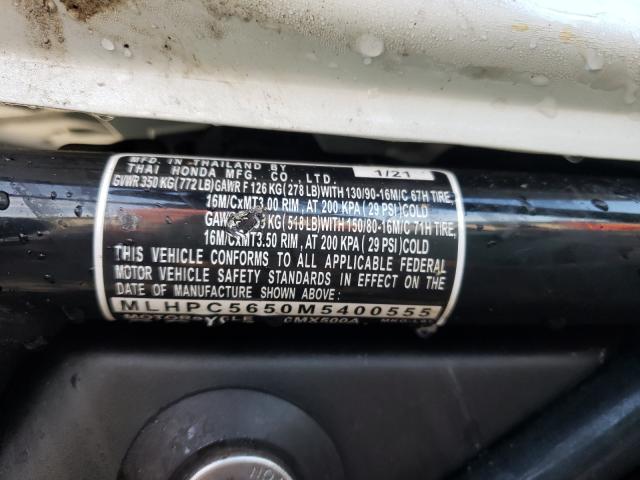 MFD. IN THAILAND BY 1/21
THAI HONDA MFG. CO., LTD.
GVWR 350 KG (772 LB)GAWR F 126 KG (278 LB)WITH 130/90-16M/C 67H TIRE,
16M/CxMT3.00 RIM, AT 200 KPA (29 PSI)COLD
KG (518 LB)WITH 150/80-16M/C 71H TIRE,
16M/CxMT3.50 RIM, AT 200 KPA (29 PSI)COLD
THIS VEHICLE CONFORMS TO ALL APPLICABLE FEDERAL
MOTOR VEHICLE SAFETY STANDARDS IN EFFECT ON THE
DATE OF MANUFACTURE SHOWN ABOVE:
MLHPC5650M5400555
MOTORCYCLE CMX500A